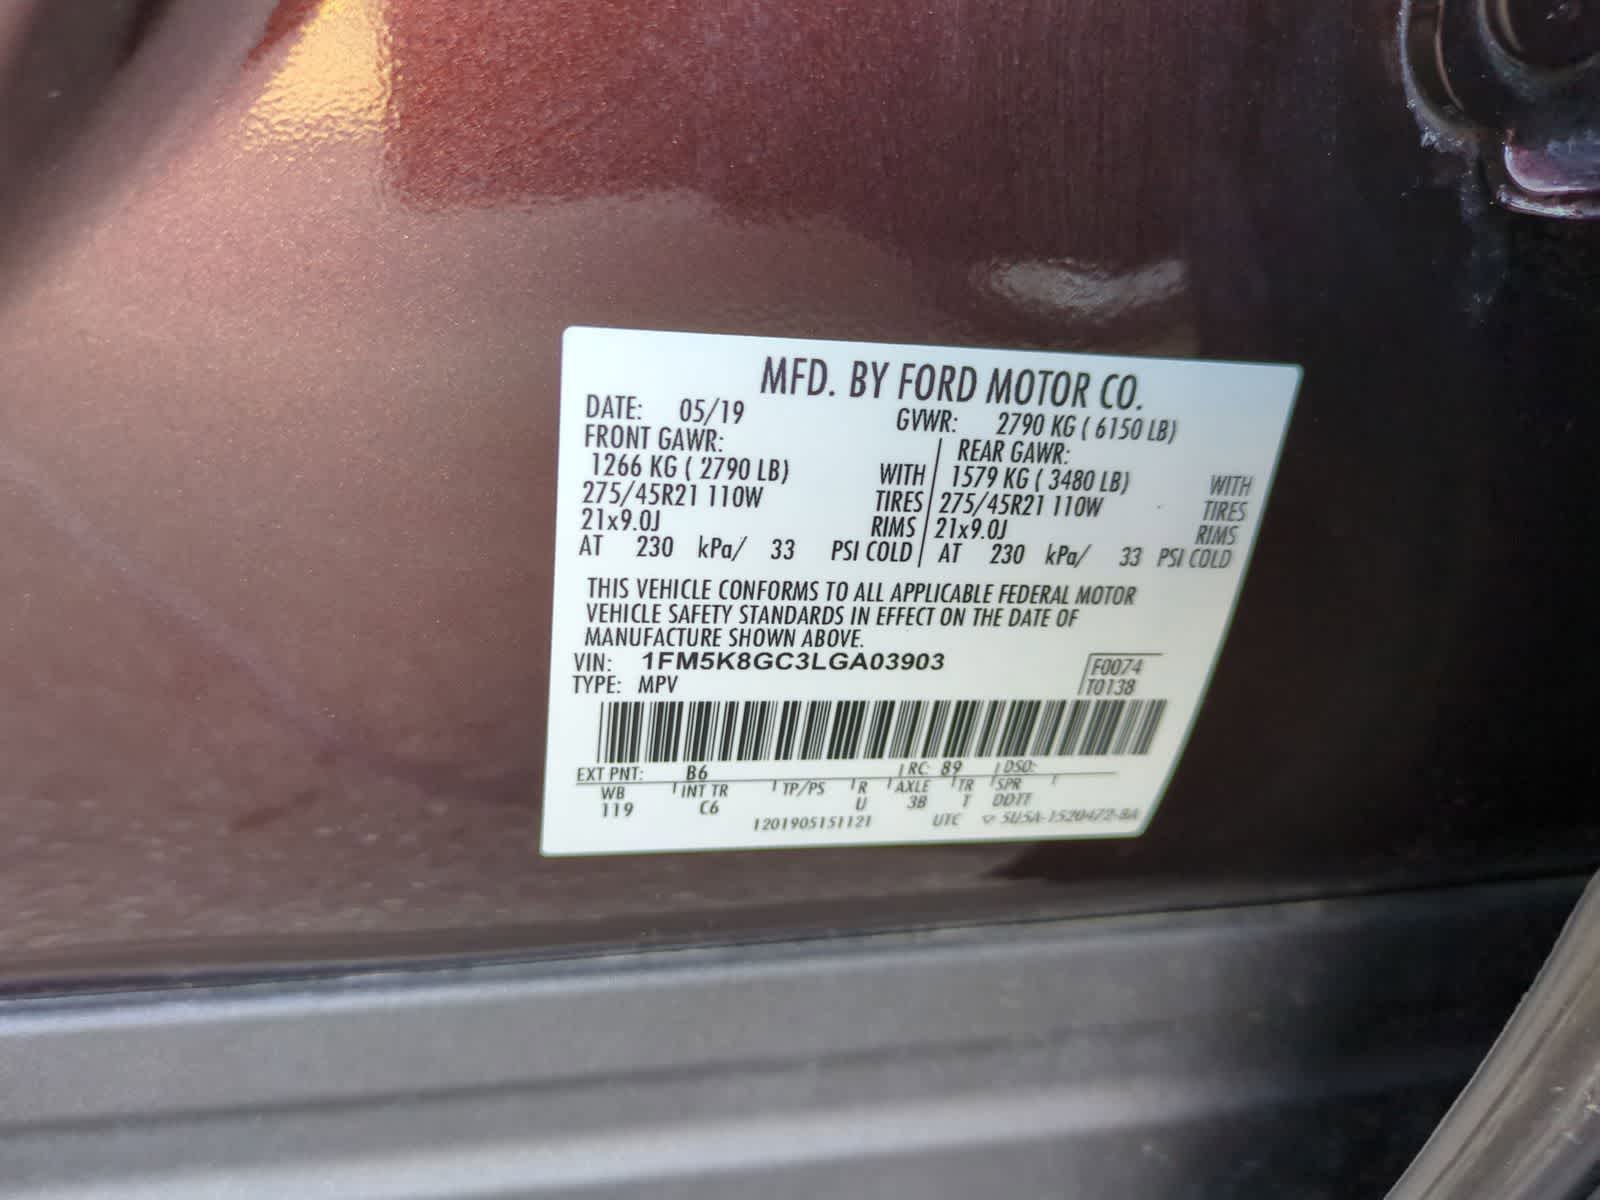 MFD. BY FORD MOTOR CO.
DATE: 05/19 GVWR: 2790 KG ( 6150 LB)
FRONT GAWR: REAR GAWR:
1266 KG ( 2790 LB) WITH 1579 KG ( 3480 LB) WITH
275/45R21 110W TIRES 275/45R21 110W TIRES
21x9.0J RIMS 21x9.0J RIMS
AT 230 kPa/ 33 PSI COLD AT 230 kPa/ 33 PSI COLD
THIS VEHICLE CONFORMS TO ALL APPLICABLE FEDERAL MOTOR
VEHICLE SAFETY STANDARDS IN EFFECT ON THE DATE OF
MANUFACTURE SHOWN ABOVE.
VIN: 1FM5K8GC3LGA03903 F0074
TYPE: MPV T0138
EXT PNT: B6 RC: 89 DSO:
WB INT TR TP/PS R AXLE TR SPR
119 C6 U 3B T DDTT
1201905151121 UTC 5U5A-1520472-8A